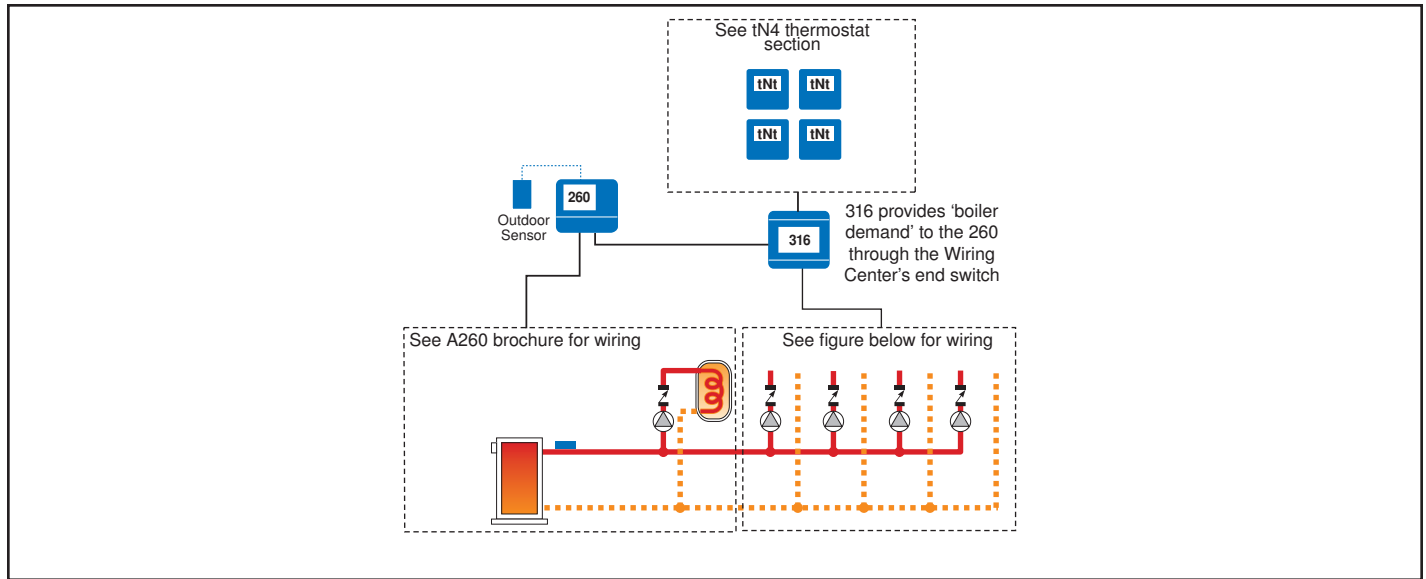 See tN4 thermostat
section
tNt
tNt
tNt
tNt
260
Outdoor
Sensor
316
316 provides ‘boiler
demand’ to the 260
through the Wiring
Center’s end switch
See A260 brochure for wiring
See figure below for wiring